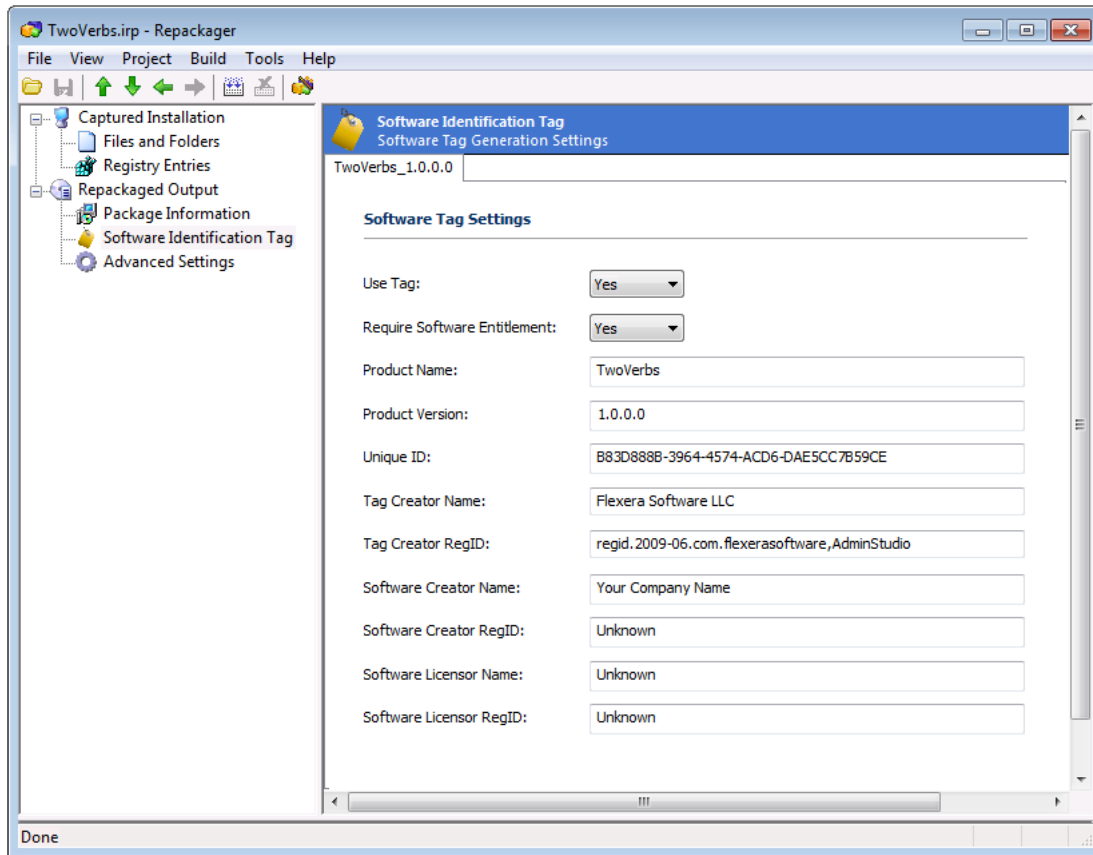 TwoVerbs.irp - Repackager
File View Project Build Tools Help
Captured Installation
Files and Folders
Registry Entries
Repackaged Output
Package Information
Software Identification Tag
Advanced Settings
Software Identification Tag
Software Tag Generation Settings
TwoVerbs_1.0.0.0
Software Tag Settings
Use Tag: Yes
Require Software Entitlement: Yes
Product Name: TwoVerbs
Product Version: 1.0.0.0
Unique ID: B83D888B-3964-4574-ACD6-DAE5CC7B59CE
Tag Creator Name: Flexera Software LLC
Tag Creator RegID: regid.2009-06.com.flexerasoftware,AdminStudio
Software Creator Name: Your Company Name
Software Creator RegID: Unknown
Software Licensor Name: Unknown
Software Licensor RegID: Unknown
Done